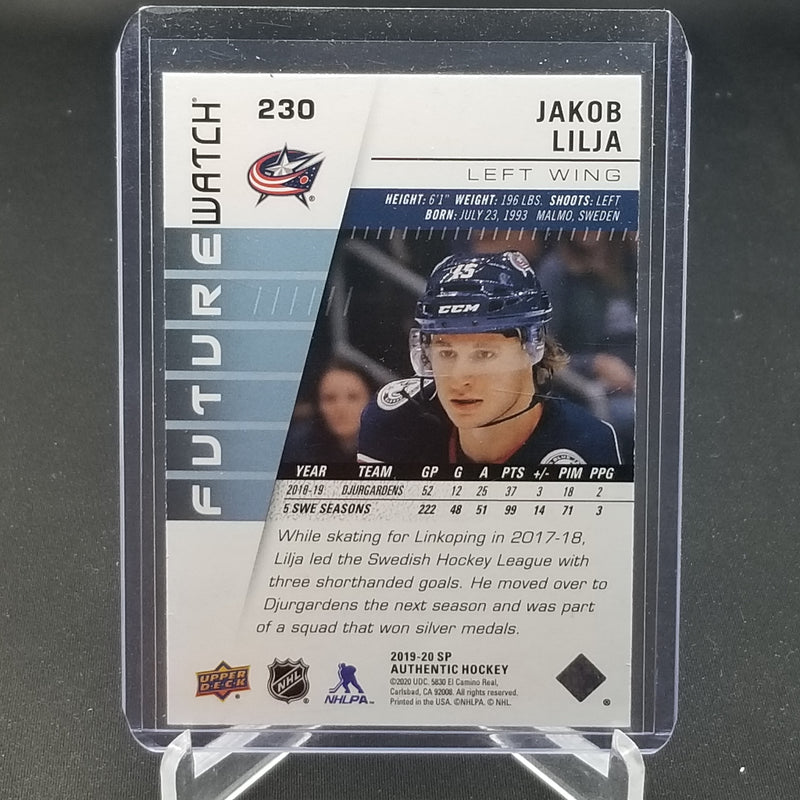 230
FUTURE WATCH
JAKOB
LILJA
LEFT WING
HEIGHT: 6'1" WEIGHT: 196 LBS. SHOOTS: LEFT
BORN: JULY 23, 1993 MALMO, SWEDEN
15
CCM
YEAR TEAM GP G A PTS +/- PIM PPG
2018-19 DJURGARDENS 52 12 25 37 3 18 2
5 SWE SEASONS 222 48 51 99 14 71 3
While skating for Linkoping in 2017-18,
Lilja led the Swedish Hockey League with
three shorthanded goals. He moved over to
Djurgardens the next season and was part
of a squad that won silver medals.
UPPER
DECK
NHL
NHLPA
2019-20 SP
AUTHENTIC HOCKEY
©2020 UDC, 5830 El Camino Real,
Carlsbad, CA 92008. All rights reserved.
Printed in the USA. ©NHLPA. © NHL.